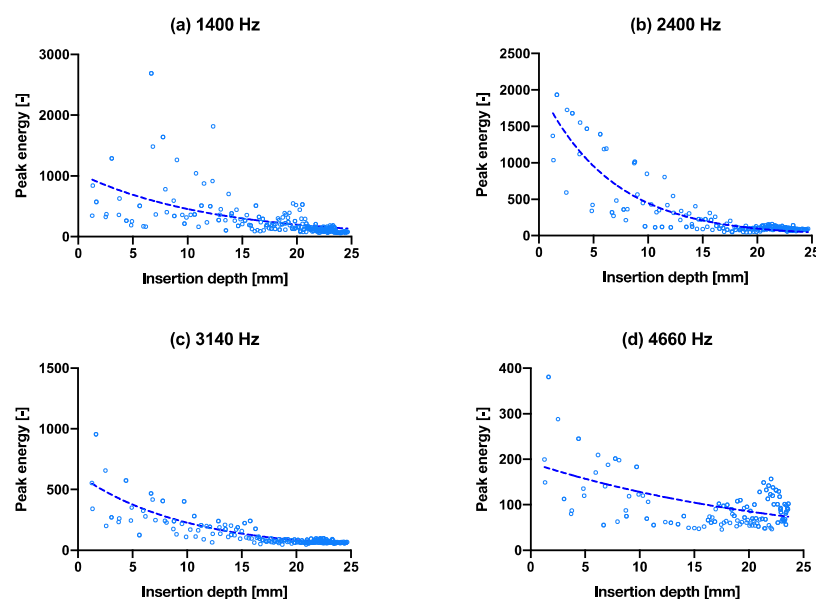 (a) 1400 Hz
3000
2000
1000
0
Peak energy [-]
0 5 10 15 20 25
Insertion depth [mm]
(b) 2400 Hz
2500
2000
1500
1000
500
0
Peak energy [-]
0 5 10 15 20 25
Insertion depth [mm]
(c) 3140 Hz
1500
1000
500
0
Peak energy [-]
0 5 10 15 20 25
Insertion depth [mm]
(d) 4660 Hz
400
300
200
100
0
Peak energy [-]
0 5 10 15 20 25
Insertion depth [mm]